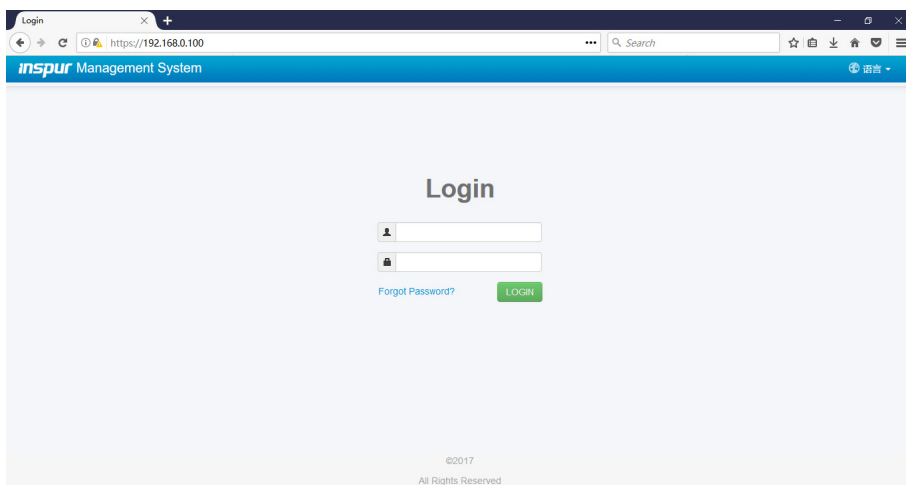 Login
https://192.168.0.100
Search
inspur Management System
语言
Login
Forgot Password?
LOGIN
©2017
All Rights Reserved